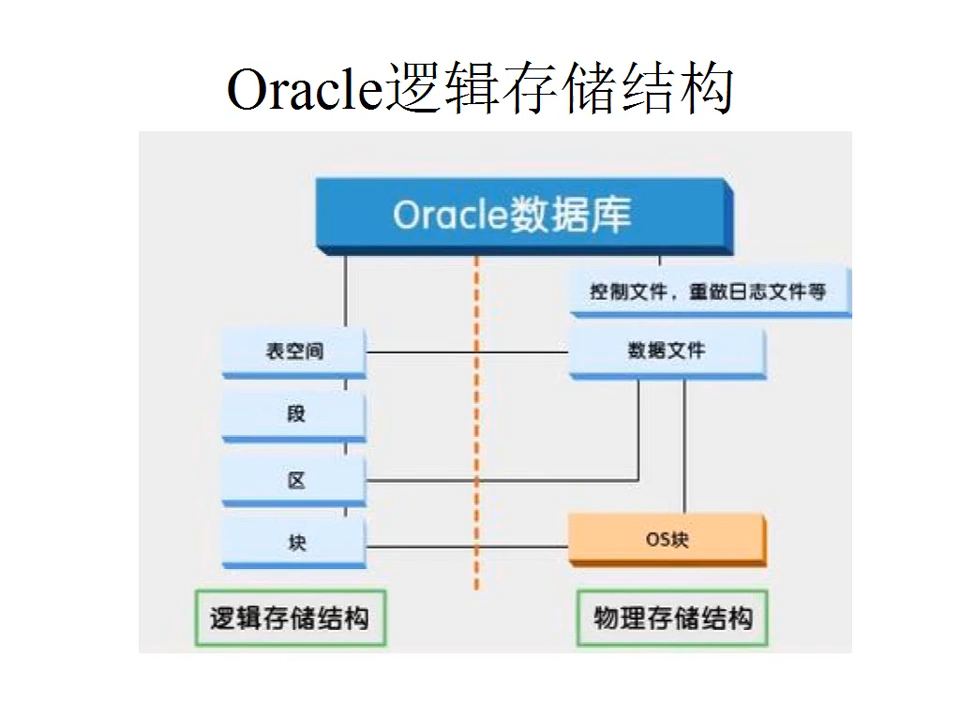 Oracle逻辑存储结构
Oracle数据库
控制文件，重做日志文件等
表空间
数据文件
段
区
块
OS块
逻辑存储结构
物理存储结构